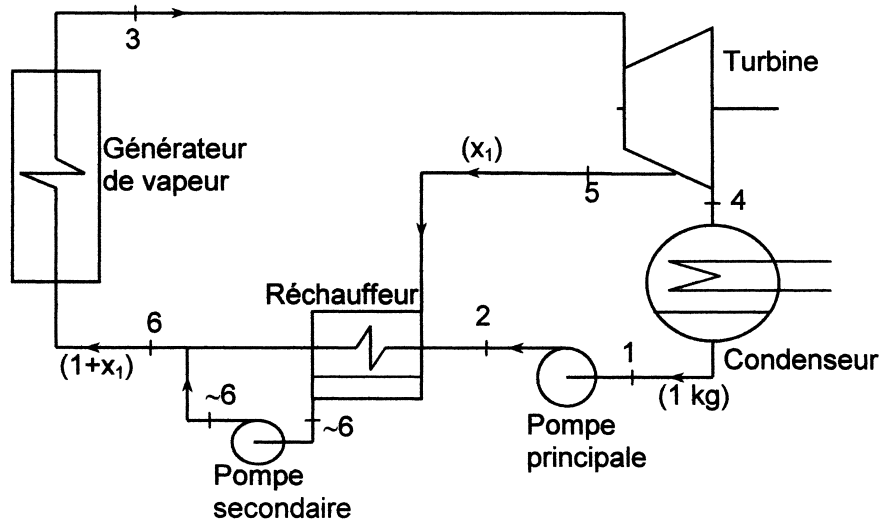 3
Turbine
Générateur
de vapeur
(x₁)
5
4
Réchauffeur
6
2
1
Condenseur
(1+x₁)
(1 kg)
~6
~6
Pompe
principale
Pompe
secondaire